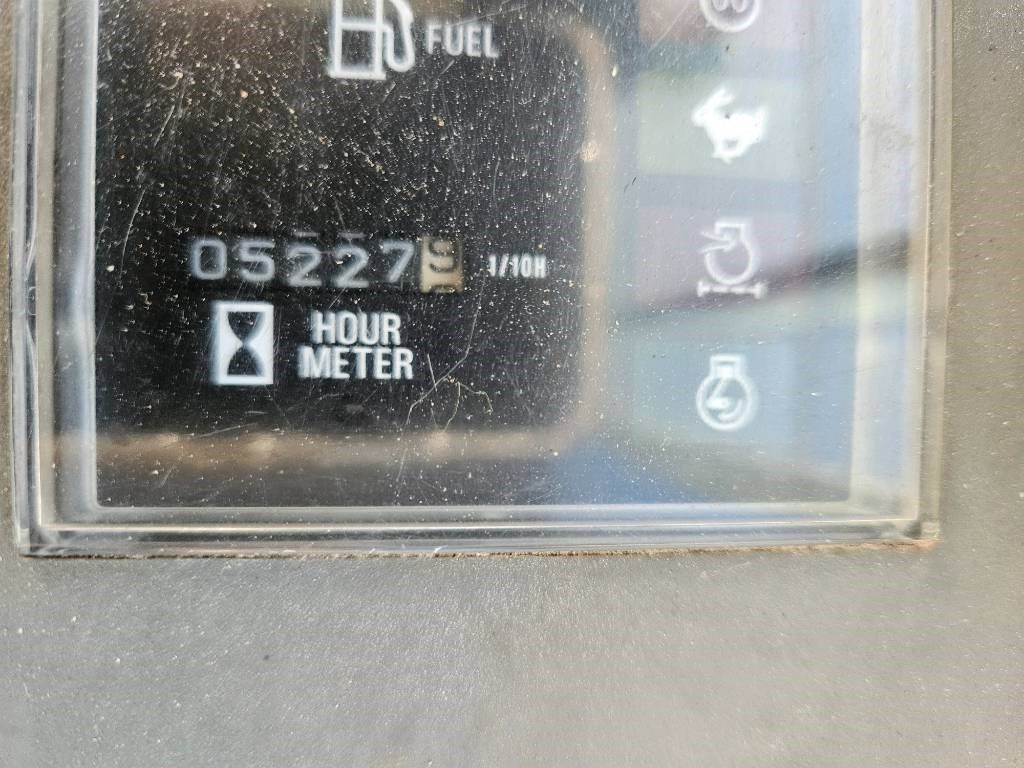 FUEL
05227
1/10H
HOUR
METER